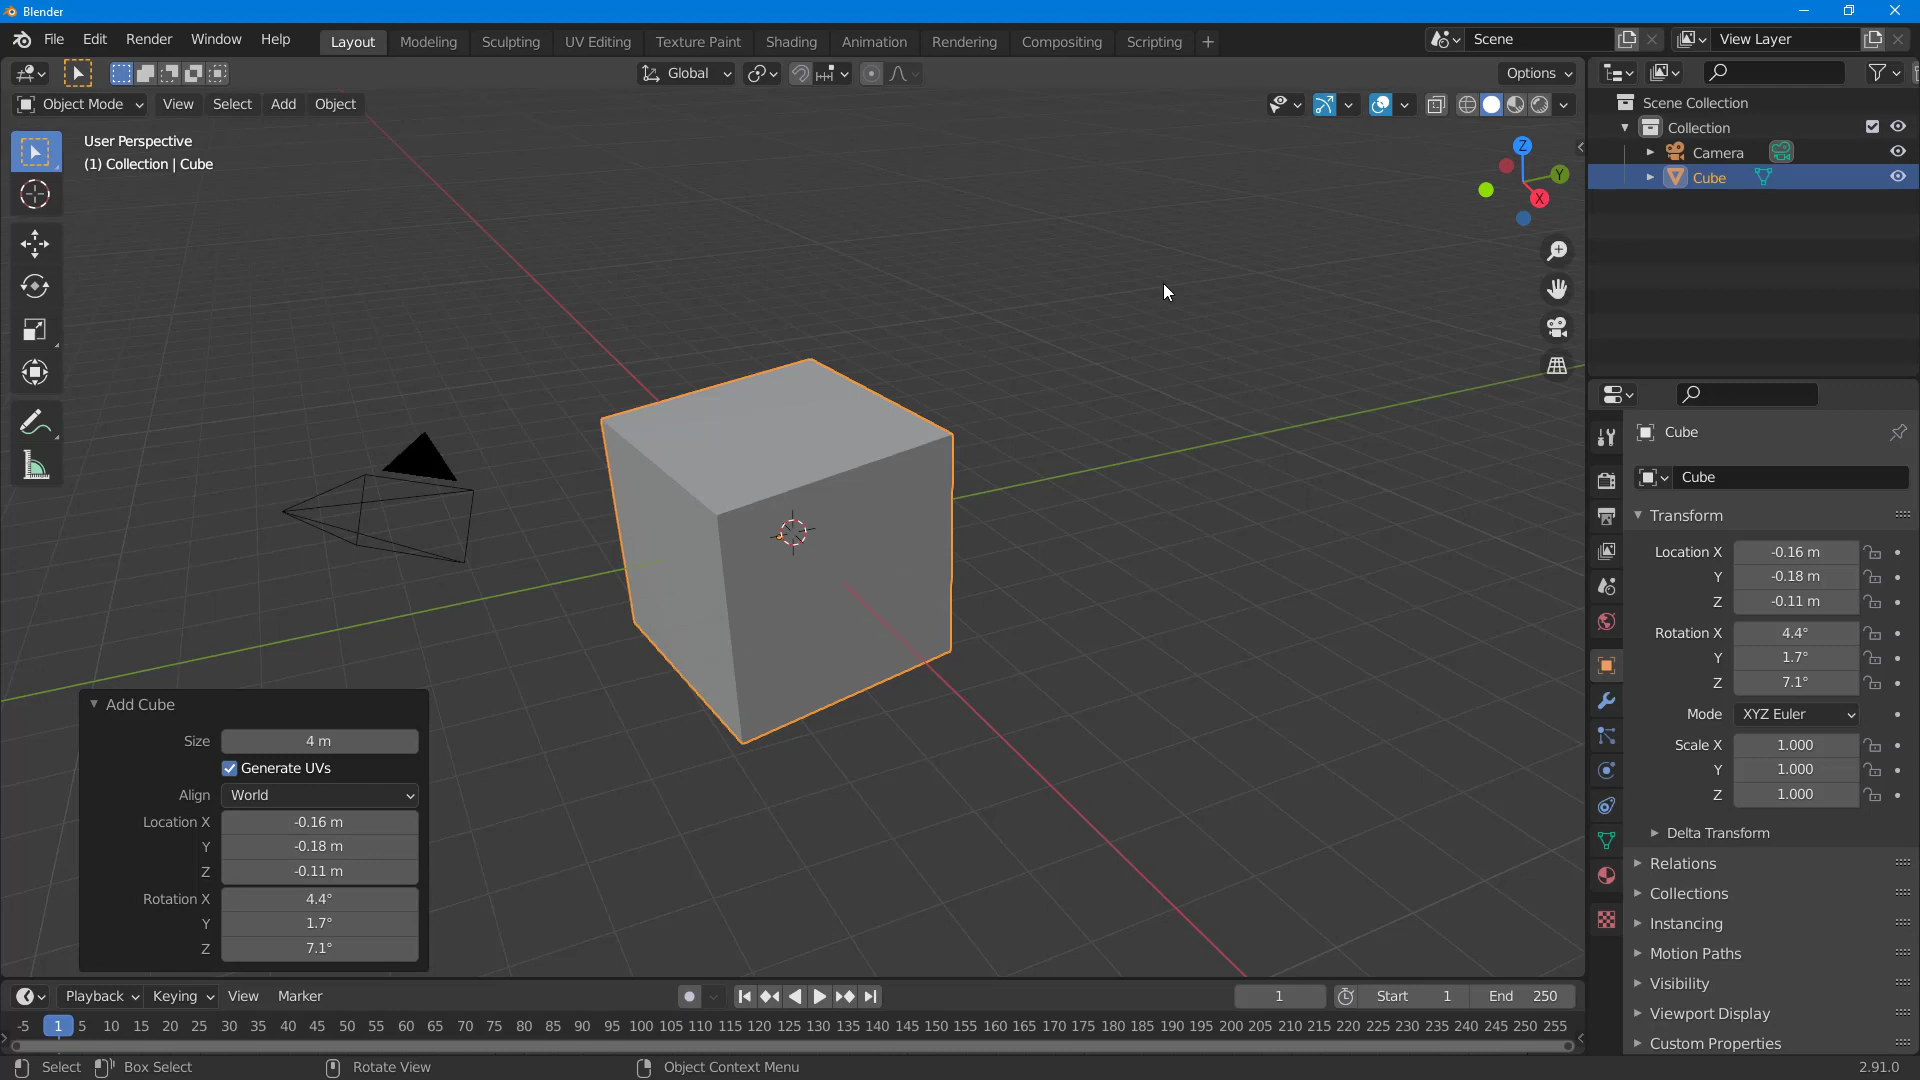 Blender
File Edit Render Window Help Layout Modeling Sculpting UV Editing Texture Paint Shading Animation Rendering Compositing Scripting + Scene View Layer
Global Options
Object Mode View Select Add Object
User Perspective
(1) Collection | Cube
Z
Y
X
Scene Collection
Collection
Camera
Cube
Cube
Cube
Transform
Location X -0.16 m
Y -0.18 m
Z -0.11 m
Rotation X 4.4°
Y 1.7°
Z 7.1°
Mode XYZ Euler
Scale X 1.000
Y 1.000
Z 1.000
Delta Transform
Relations
Collections
Instancing
Motion Paths
Visibility
Viewport Display
Custom Properties
Add Cube
Size 4 m
Generate UVs
Align World
Location X -0.16 m
Y -0.18 m
Z -0.11 m
Rotation X 4.4°
Y 1.7°
Z 7.1°
Playback Keying View Marker 1 Start 1 End 250
-5 1 5 10 15 20 25 30 35 40 45 50 55 60 65 70 75 80 85 90 95 100 105 110 115 120 125 130 135 140 145 150 155 160 165 170 175 180 185 190 195 200 205 210 215 220 225 230 235 240 245 250 255
Select Box Select Rotate View Object Context Menu 2.91.0